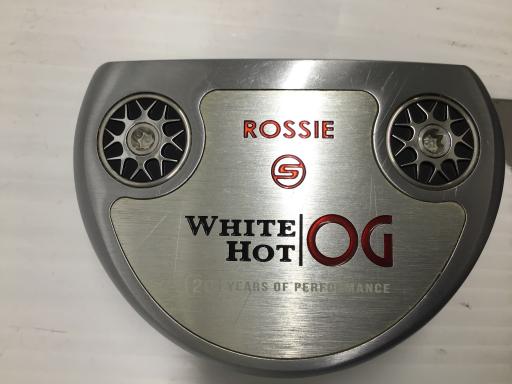 ROSSIE
S
WHITE HOT OG
YEARS OF PERFORMANCE